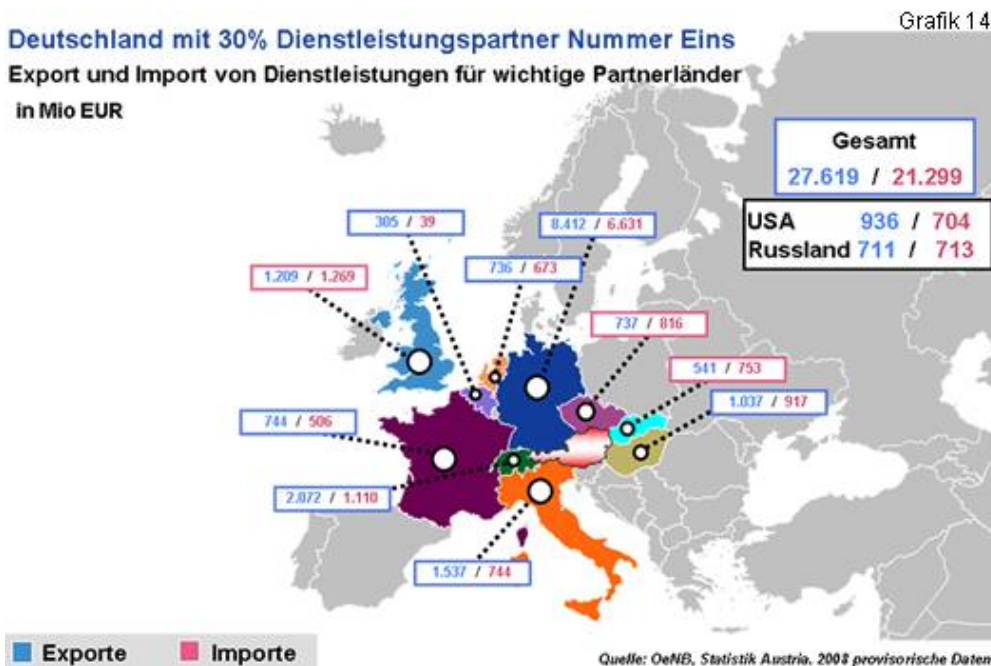 Grafik 14
Deutschland mit 30% Dienstleistungspartner Nummer Eins
Export und Import von Dienstleistungen für wichtige Partnerländer
in Mio EUR
Gesamt
27.619 / 21.299
USA 936 / 704
Russland 711 / 713
305 / 39
8.412 / 6.631
1.209 / 1.269
736 / 673
737 / 816
541 / 753
1.037 / 917
744 / 506
2.072 / 1.110
1.537 / 744
Exporte
Importe
Quelle: OeNB, Statistik Austria. 2008 provisorische Daten